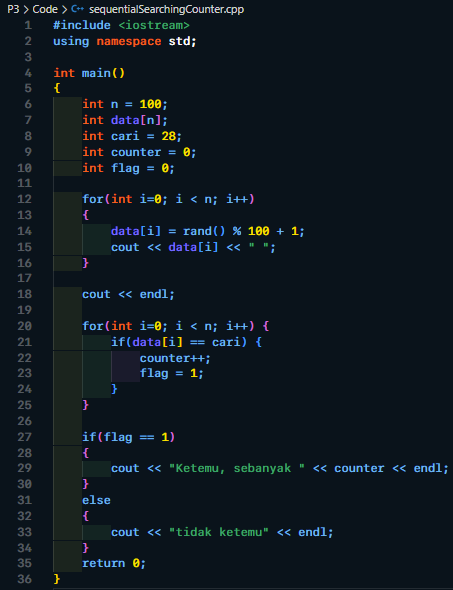 P3 > Code > C++ sequentialSearchingCounter.cpp
1 #include <iostream>
2 using namespace std;
3
4 int main()
5 {
6     int n = 100;
7     int data[n];
8     int cari = 28;
9     int counter = 0;
10     int flag = 0;
11
12     for(int i=0; i < n; i++)
13     {
14         data[i] = rand() % 100 + 1;
15         cout << data[i] << " ";
16     }
17
18     cout << endl;
19
20     for(int i=0; i < n; i++) {
21         if(data[i] == cari) {
22             counter++;
23             flag = 1;
24         }
25     }
26
27     if(flag == 1)
28     {
29         cout << "Ketemu, sebanyak " << counter << endl;
30     }
31     else
32     {
33         cout << "tidak ketemu" << endl;
34     }
35     return 0;
36 }